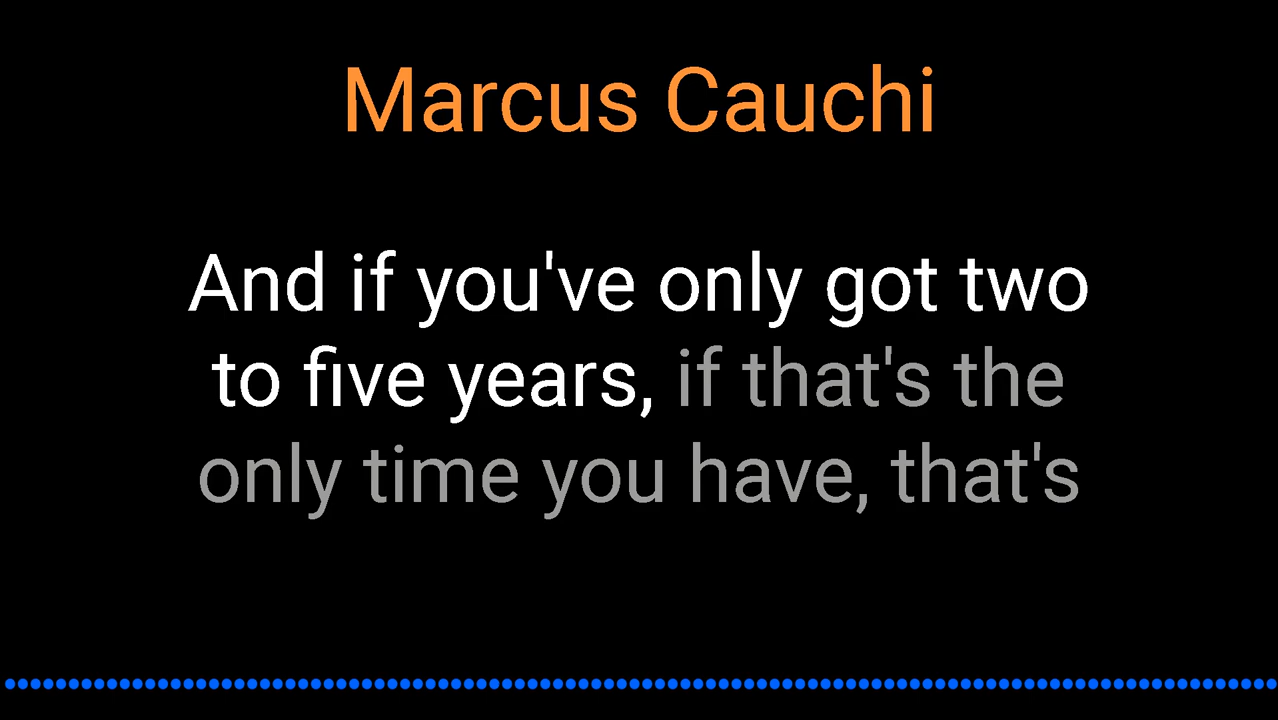 Marcus Cauchi
And if you've only got two
to five years, if that's the
only time you have, that's